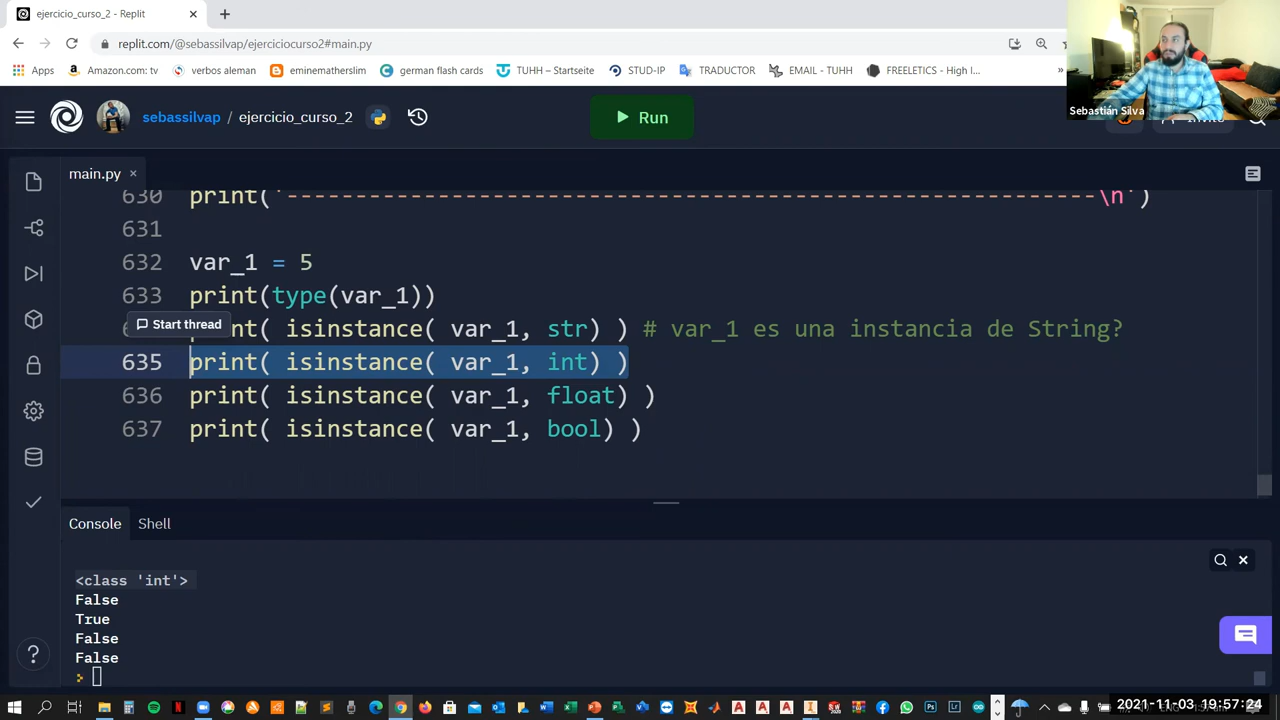 ejercicio_curso_2 - Replit
replit.com/@sebassilvap/ejerciciocurso2#main.py
Apps
Amazon.com: tv
verbos aleman
eminematherslim
german flash card
TUHH – Startseite
STUD-IP
TRADUCTOR
EMAIL - TUHH
FREELETICS - High I...
»
Sebastián Silva
sebassilvap / ejercicio_curso_2
Run
Invite
main.py
630 print('-----------------------------------------------------------\n')
631
632 var_1 = 5
633 print(type(var_1))
Start thread
print( isinstance( var_1, str) ) # var_1 es una instancia de String?
635 print( isinstance( var_1, int) )
636 print( isinstance( var_1, float) )
637 print( isinstance( var_1, bool) )
Console
Shell
<class 'int'>
False
True
False
False
2021-11-03 19:57:24